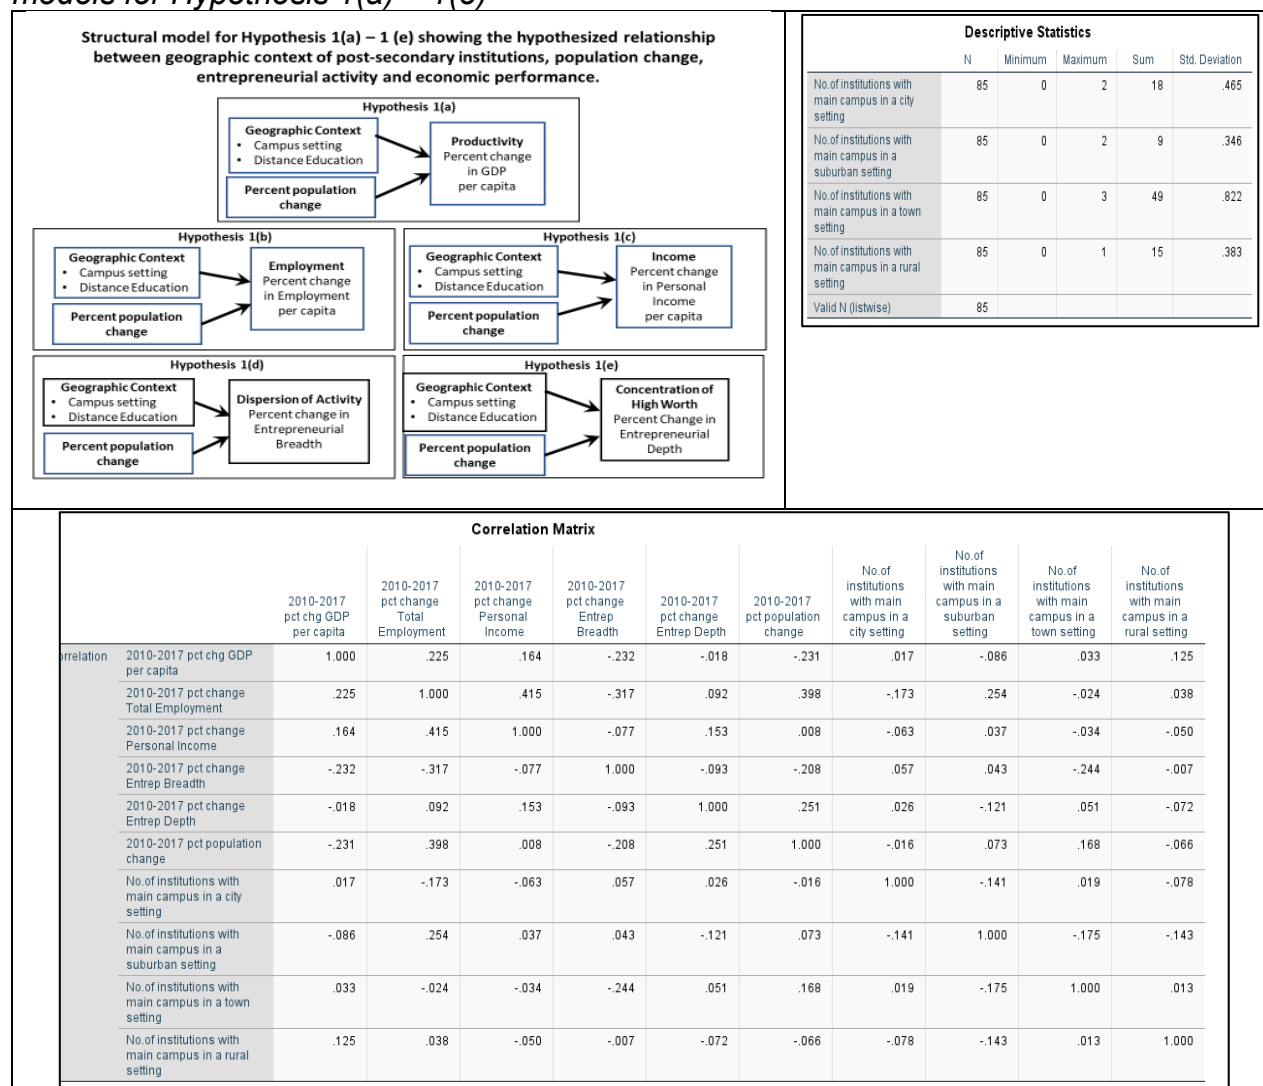 models for Hypothesis 1(a) – 1(e)
Structural model for Hypothesis 1(a) – 1 (e) showing the hypothesized relationship
between geographic context of post-secondary institutions, population change,
entrepreneurial activity and economic performance.
Hypothesis 1(a)
Geographic Context
• Campus setting
• Distance Education
Percent population
change
Productivity
Percent change
in GDP
per capita
Hypothesis 1(b)
Geographic Context
• Campus setting
• Distance Education
Percent population
change
Employment
Percent change
in Employment
per capita
Hypothesis 1(c)
Geographic Context
• Campus setting
• Distance Education
Percent population
change
Income
Percent change
in Personal
Income
per capita
Hypothesis 1(d)
Geographic Context
• Campus setting
• Distance Education
Percent population
change
Dispersion of Activity
Percent change in
Entrepreneurial
Breadth
Hypothesis 1(e)
Geographic Context
• Campus setting
• Distance Education
Percent population
change
Concentration of
High Worth
Percent Change in
Entrepreneurial
Depth
Descriptive Statistics
N Minimum Maximum Sum Std. Deviation
No.of institutions with 85 0 2 18 .465
main campus in a city
setting
No.of institutions with 85 0 2 9 .346
main campus in a
suburban setting
No.of institutions with 85 0 3 49 .822
main campus in a town
setting
No.of institutions with 85 0 1 15 .383
main campus in a rural
setting
Valid N (listwise) 85
Correlation Matrix
2010-2017
pct chg GDP
per capita
2010-2017
pct change
Total
Employment
2010-2017
pct change
Personal
Income
2010-2017
pct change
Entrep
Breadth
2010-2017
pct change
Entrep Depth
2010-2017
pct population
change
No.of
institutions
with main
campus in a
city setting
No.of
institutions
with main
campus in a
suburban
setting
No.of
institutions
with main
campus in a
town setting
No.of
institutions
with main
campus in a
rural setting
orrelation 2010-2017 pct chg GDP 1.000 .225 .164 -.232 -.018 -.231 .017 -.086 .033 .125
per capita
2010-2017 pct change .225 1.000 .415 -.317 .092 .398 -.173 .254 -.024 .038
Total Employment
2010-2017 pct change .164 .415 1.000 -.077 .153 .008 -.063 .037 -.034 -.050
Personal Income
2010-2017 pct change -.232 -.317 -.077 1.000 -.093 -.208 .057 .043 -.244 -.007
Entrep Breadth
2010-2017 pct change -.018 .092 .153 -.093 1.000 .251 .026 -.121 .051 -.072
Entrep Depth
2010-2017 pct population -.231 .398 .008 -.208 .251 1.000 -.016 .073 .168 -.066
change
No.of institutions with .017 -.173 -.063 .057 .026 -.016 1.000 -.141 .019 -.078
main campus in a city
setting
No.of institutions with -.086 .254 .037 .043 -.121 .073 -.141 1.000 -.175 -.143
main campus in a
suburban setting
No.of institutions with .033 -.024 -.034 -.244 .051 .168 .019 -.175 1.000 .013
main campus in a town
setting
No.of institutions with .125 .038 -.050 -.007 -.072 -.066 -.078 -.143 .013 1.000
main campus in a rural
setting